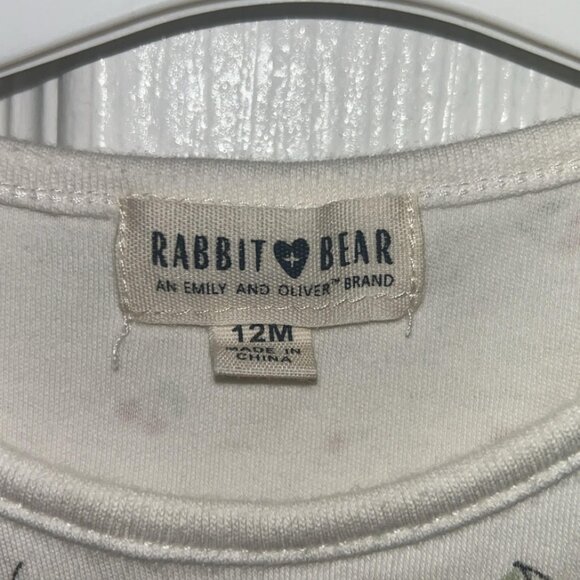 RABBIT BEAR
AN EMILY AND OLIVER™ BRAND
12M
MADE IN
CHINA